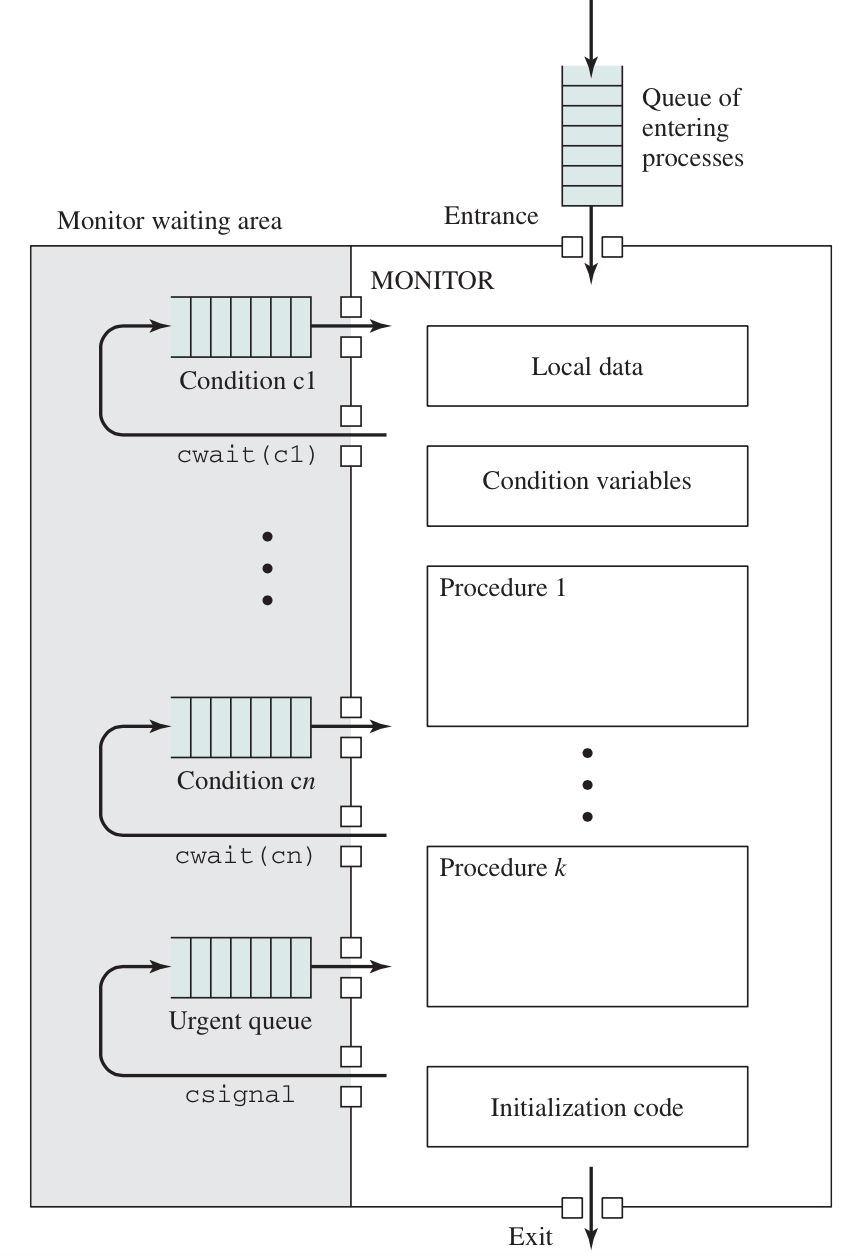 Queue of
entering
processes
Entrance
Monitor waiting area
MONITOR
Condition c1
cwait(c1)
Local data
Condition variables
Procedure 1
Condition cn
cwait(cn)
Procedure k
Urgent queue
csignal
Initialization code
Exit